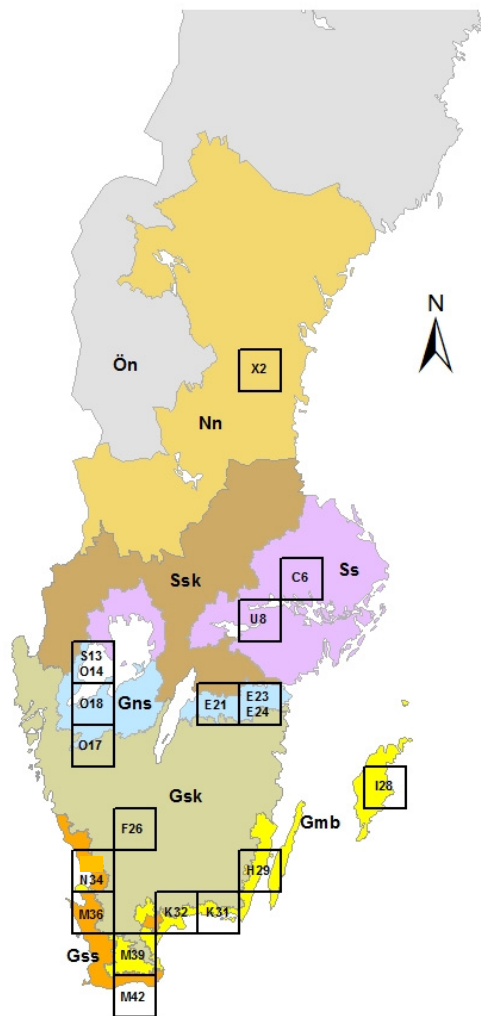 N
X2
Ön
Nn
Ssk
Ss
C6
U8
S13
O14
O18
Gns
E21
E23
E24
O17
Gsk
I28
Gmb
F26
N34
H29
M36
K32
K31
Gss
M39
M42